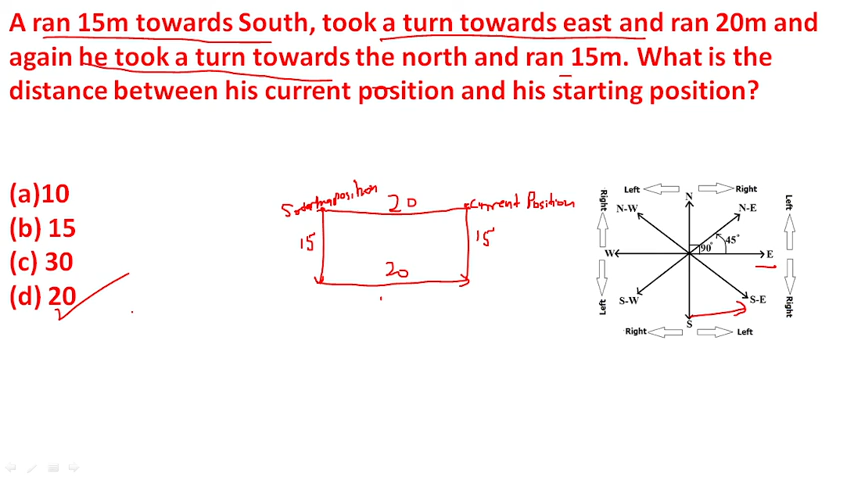 A ran 15m towards South, took a turn towards east and ran 20m and
again he took a turn towards the north and ran 15m. What is the
distance between his current position and his starting position?
(a)10
(b) 15
(c) 30
(d) 20
Starting position
20
Current Position
15
15
20
Left
Right
N
N-W
N-E
Right
Left
90°
45°
W
E
S-W
S-E
Left
Right
S
Right
Left